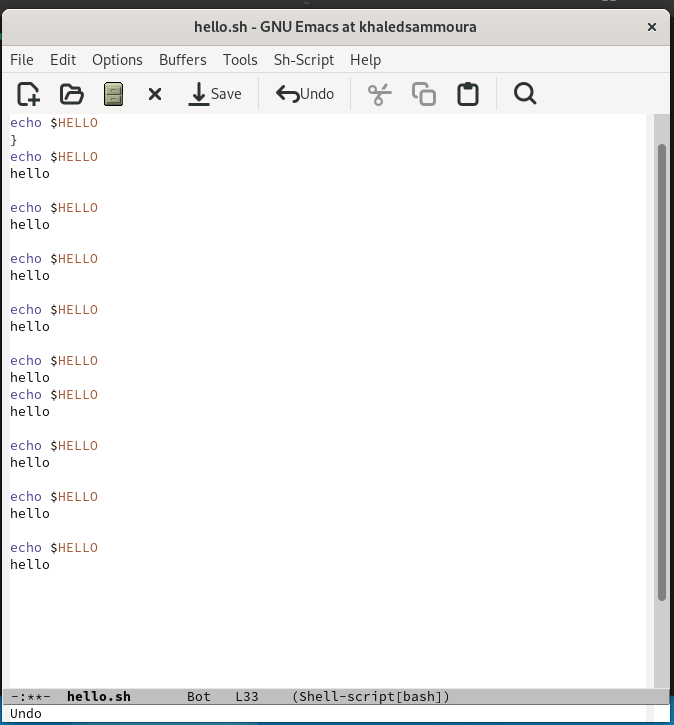 hello.sh - GNU Emacs at khaledsammoura
File Edit Options Buffers Tools Sh-Script Help
Save Undo
echo $HELLO
}
echo $HELLO
hello
echo $HELLO
hello
echo $HELLO
hello
echo $HELLO
hello
echo $HELLO
hello
echo $HELLO
hello
echo $HELLO
hello
echo $HELLO
hello
echo $HELLO
hello
-:**- hello.sh Bot L33 (Shell-script[bash])
Undo